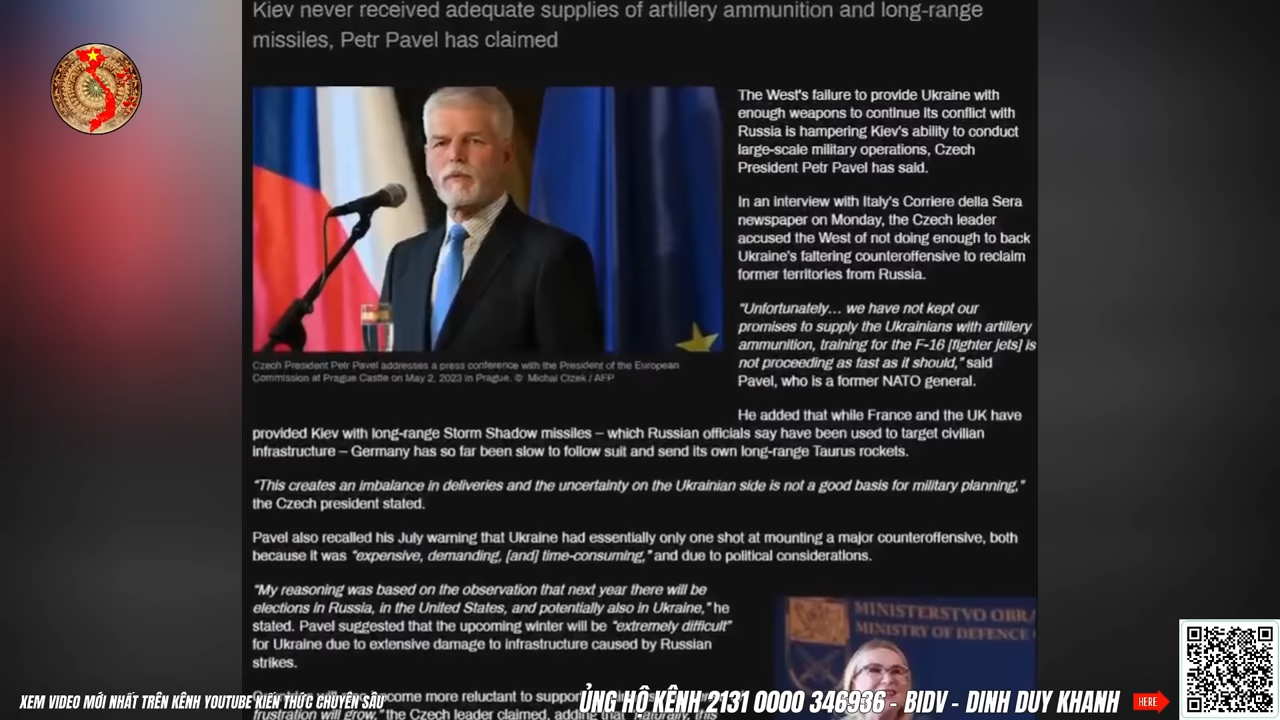 Kiev never received adequate supplies of artillery ammunition and long-range
missiles, Petr Pavel has claimed
The West's failure to provide Ukraine with
enough weapons to continue its conflict with
Russia is hampering Kiev's ability to conduct
large-scale military operations, Czech
President Petr Pavel has said.
In an interview with Italy's Corriere della Sera
newspaper on Monday, the Czech leader
accused the West of not doing enough to back
Ukraine's faltering counteroffensive to reclaim
former territories from Russia.
“Unfortunately… we have not kept our
promises to supply the Ukrainians with artillery
ammunition, training for the F-16 [fighter jets] is
not proceeding as fast as it should,” said
Pavel, who is a former NATO general.
Czech President Petr Pavel addresses a press conference with the President of the European
Commission at Prague Castle on May 2, 2023 in Prague. © Michal Cizek / AFP
He added that while France and the UK have
provided Kiev with long-range Storm Shadow missiles – which Russian officials say have been used to target civilian
infrastructure – Germany has so far been slow to follow suit and send its own long-range Taurus rockets.
“This creates an imbalance in deliveries and the uncertainty on the Ukrainian side is not a good basis for military planning,”
the Czech president stated.
Pavel also recalled his July warning that Ukraine had essentially only one shot at mounting a major counteroffensive, both
because it was “expensive, demanding, [and] time-consuming,” and due to political considerations.
“My reasoning was based on the observation that next year there will be
elections in Russia, in the United States, and potentially also in Ukraine,” he
stated. Pavel suggested that the upcoming winter will be “extremely difficult”
for Ukraine due to extensive damage to infrastructure caused by Russian
strikes.
MINISTERSTVO OBRA
MINISTRY OF DEFENCE
become more reluctant to support
frustration will grow,” the Czech leader claimed, adding that “naturally, this
XEM VIDEO MỚI NHẤT TRÊN KÊNH YOUTUBE KIẾN THỨC CHUYÊN SÂU
ỦNG HỘ KÊNH 2131 0000 346936 - BIDV - DINH DUY KHANH
HERE